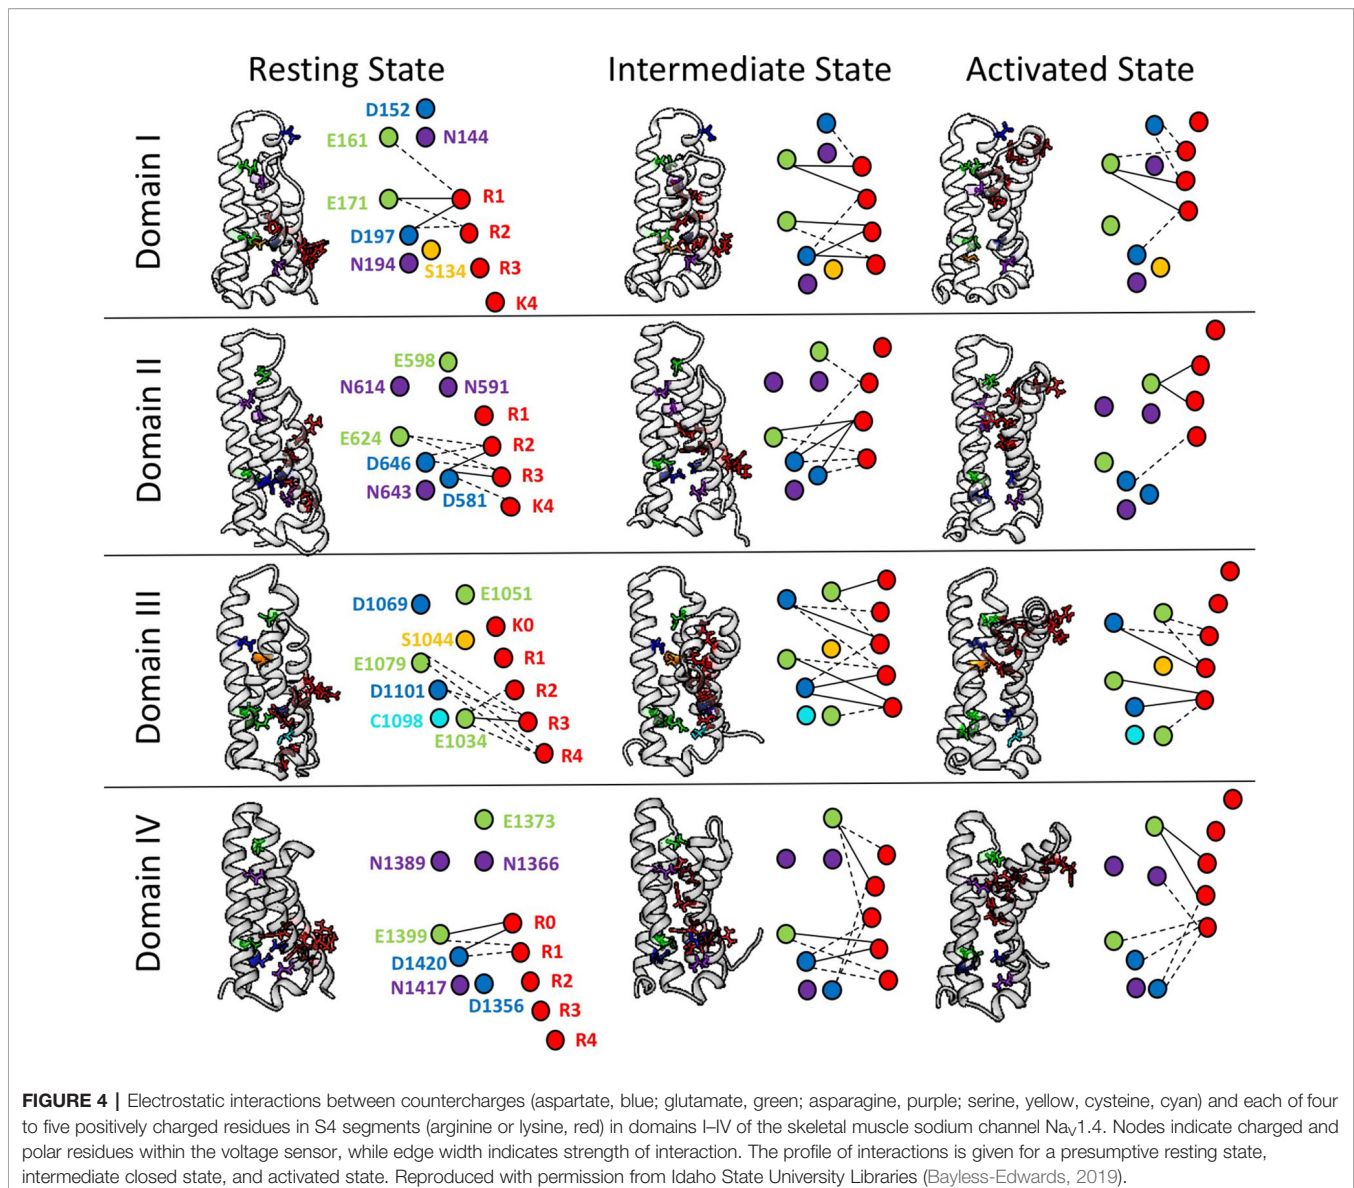 Resting State
Intermediate State
Activated State
Domain I
D152
E161
N144
E171
R1
D197
R2
N194
S134
R3
K4
Domain II
E598
N614
N591
R1
E624
R2
D646
R3
N643
D581
K4
Domain III
D1069
E1051
S1044
K0
E1079
R1
D1101
R2
C1098
R3
E1034
R4
Domain IV
E1373
N1389
N1366
E1399
R0
D1420
R1
N1417
R2
D1356
R3
R4
FIGURE 4 | Electrostatic interactions between countercharges (aspartate, blue; glutamate, green; asparagine, purple; serine, yellow, cysteine, cyan) and each of four
to five positively charged residues in S4 segments (arginine or lysine, red) in domains I–IV of the skeletal muscle sodium channel NaV1.4. Nodes indicate charged and
polar residues within the voltage sensor, while edge width indicates strength of interaction. The profile of interactions is given for a presumptive resting state,
intermediate closed state, and activated state. Reproduced with permission from Idaho State University Libraries (Bayless-Edwards, 2019).